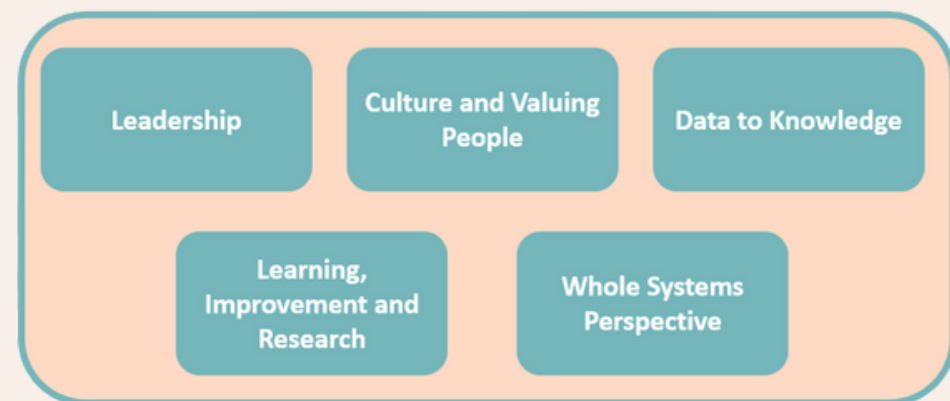 Leadership
Culture and Valuing
People
Data to Knowledge
Learning,
Improvement and
Research
Whole Systems
Perspective